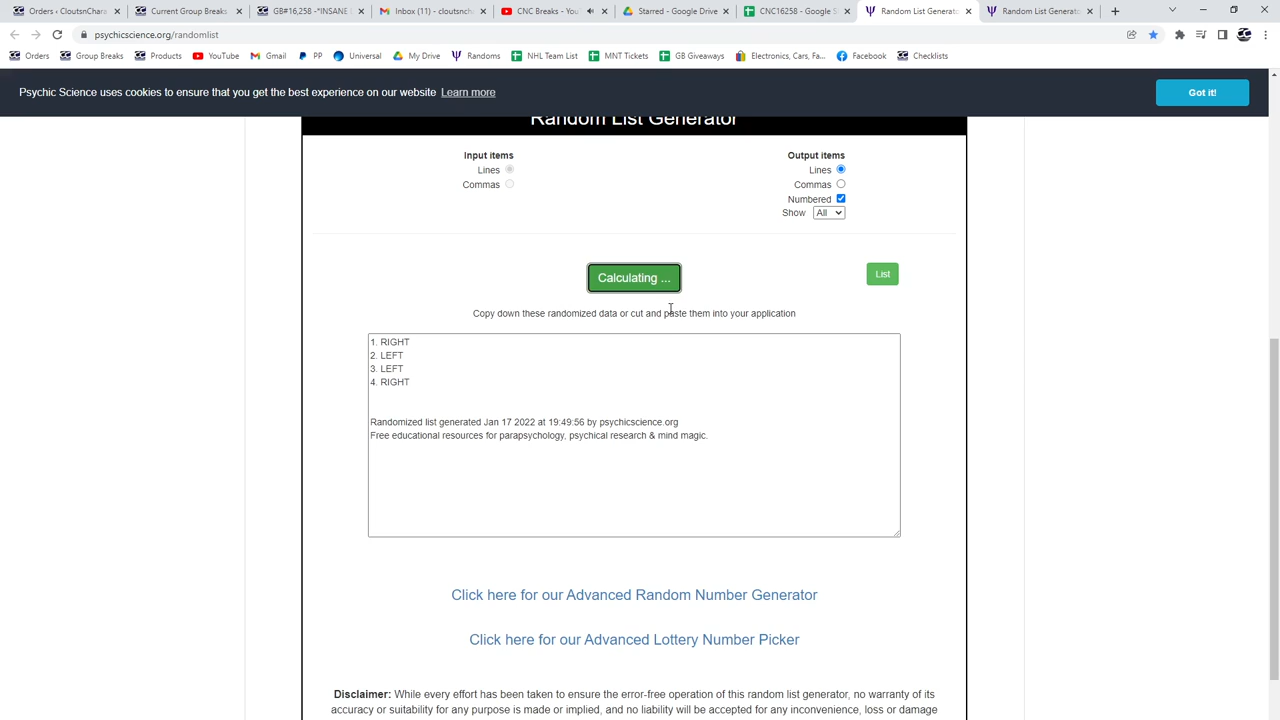 Orders ‹ CloutsnChara
Current Group Breaks
GB#16,258 -*INSANE S
Inbox (11) - cloutsnch
CNC Breaks - You
Starred - Google Drive
CNC16258 - Google S
Random List Generato
Random List Generato
psychicscience.org/randomlist
Orders
Group Breaks
Products
YouTube
Gmail
PP
Universal
My Drive
Randoms
NHL Team List
MNT Tickets
GB Giveaways
Electronics, Cars, Fa...
Facebook
Checklists
Psychic Science uses cookies to ensure that you get the best experience on our website Learn more
Got it!
Random List Generator
Input items
Lines
Commas
Output items
Lines
Commas
Numbered
Show All
Calculating ...
List
Copy down these randomized data or cut and paste them into your application
1. RIGHT
2. LEFT
3. LEFT
4. RIGHT
Randomized list generated Jan 17 2022 at 19:49:56 by psychicscience.org
Free educational resources for parapsychology, psychical research & mind magic.
Click here for our Advanced Random Number Generator
Click here for our Advanced Lottery Number Picker
Disclaimer: While every effort has been taken to ensure the error-free operation of this random list generator, no warranty of its
accuracy or suitability for any purpose is made or implied, and no liability will be accepted for any inconvenience, loss or damage